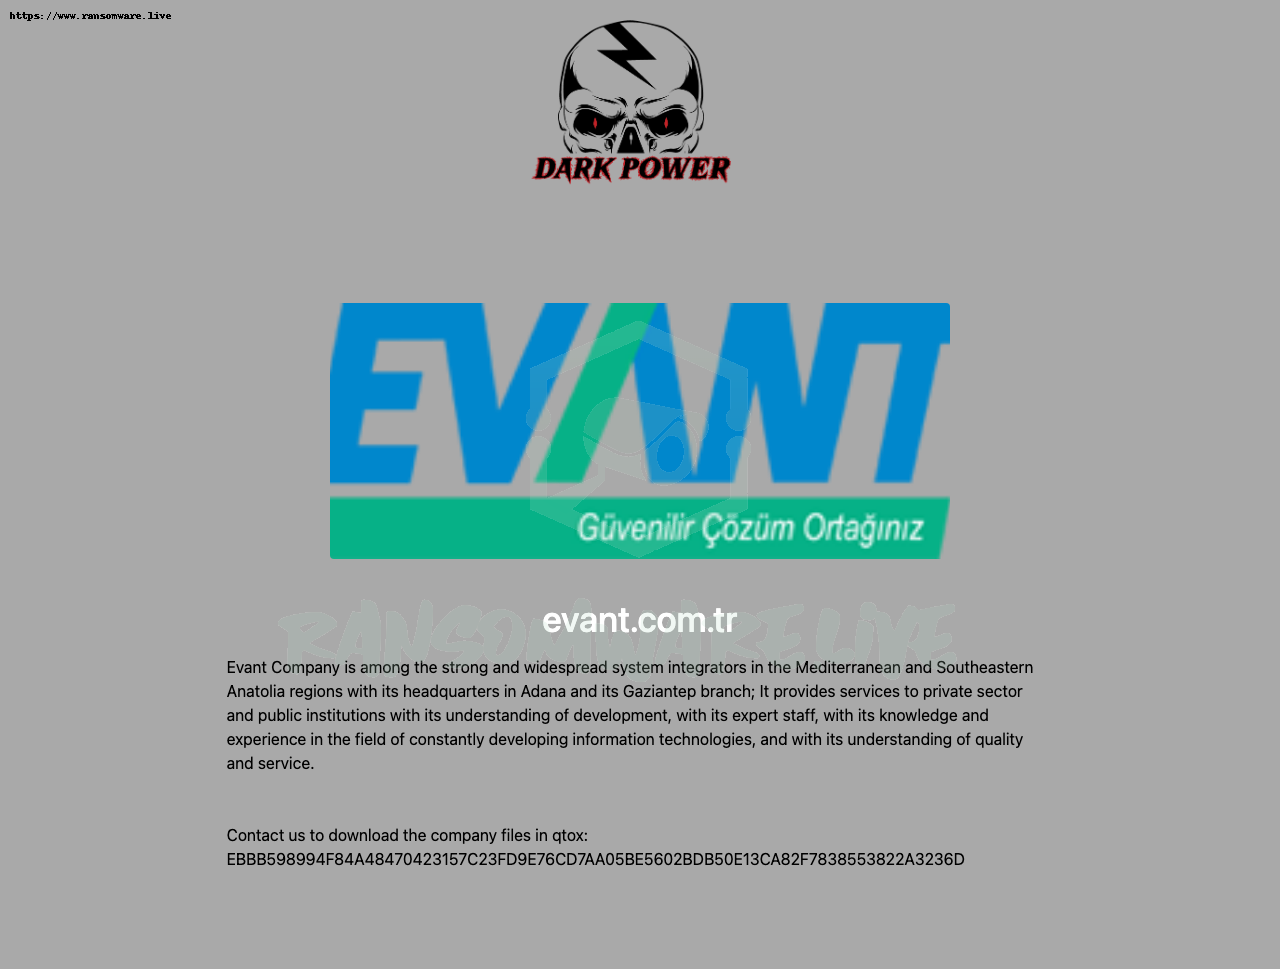 https://www.ransomware.live
DARK POWER
EVANT
Güvenilir Çözüm Ortağınız
RANSOMWARE LIVE
evant.com.tr
Evant Company is among the strong and widespread system integrators in the Mediterranean and Southeastern
Anatolia regions with its headquarters in Adana and its Gaziantep branch; It provides services to private sector
and public institutions with its understanding of development, with its expert staff, with its knowledge and
experience in the field of constantly developing information technologies, and with its understanding of quality
and service.
Contact us to download the company files in qtox:
EBBB598994F84A48470423157C23FD9E76CD7AA05BE5602BDB50E13CA82F7838553822A3236D